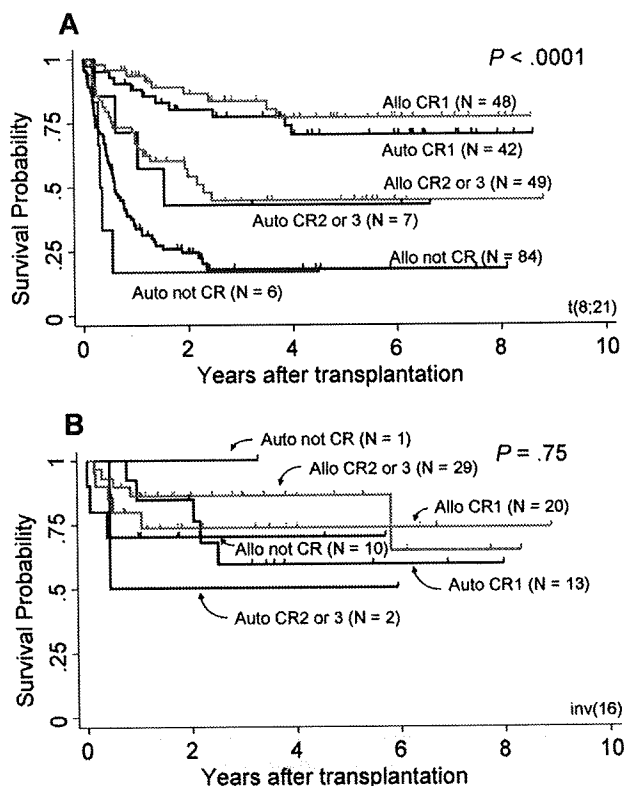 A
P < .0001
1
.75
.5
.25
0
Survival Probability
Allo CR1 (N = 48)
Auto CR1 (N = 42)
Allo CR2 or 3 (N = 49)
Auto CR2 or 3 (N = 7)
Allo not CR (N = 84)
Auto not CR (N = 6)
t(8;21)
0 2 4 6 8 10
Years after transplantation
B
Auto not CR (N = 1)
P = .75
Allo CR2 or 3 (N = 29)
1
.75
.5
.25
0
Survival Probability
Allo CR1 (N = 20)
Allo not CR (N = 10)
Auto CR1 (N = 13)
Auto CR2 or 3 (N = 2)
inv(16)
0 2 4 6 8 10
Years after transplantation